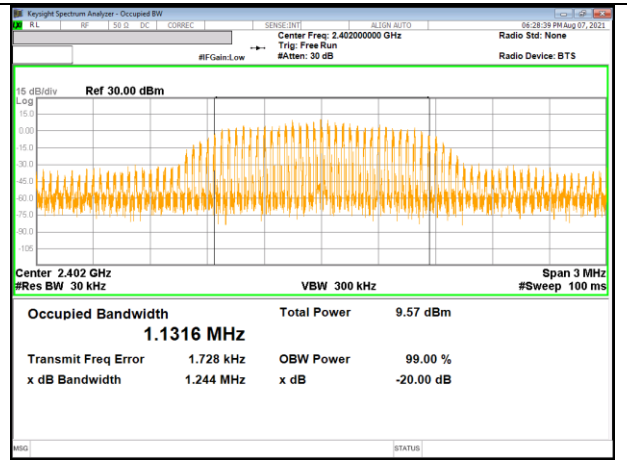 Keysight Spectrum Analyzer - Occupied BW
RL RF 50 Ω DC CORREC SENSE:INT ALIGN AUTO 06:28:39 PM Aug 07, 2021
Center Freq: 2.402000000 GHz Radio Std: None
Trig: Free Run
#IFGain:Low #Atten: 30 dB Radio Device: BTS
15 dB/div Ref 30.00 dBm
Log
15.0
0.00
-15.0
-30.0
-45.0
-60.0
-75.0
-90.0
-105
Center 2.402 GHz Span 3 MHz
#Res BW 30 kHz VBW 300 kHz #Sweep 100 ms
Occupied Bandwidth Total Power 9.57 dBm
1.1316 MHz
Transmit Freq Error 1.728 kHz OBW Power 99.00 %
x dB Bandwidth 1.244 MHz x dB -20.00 dB
MSG STATUS